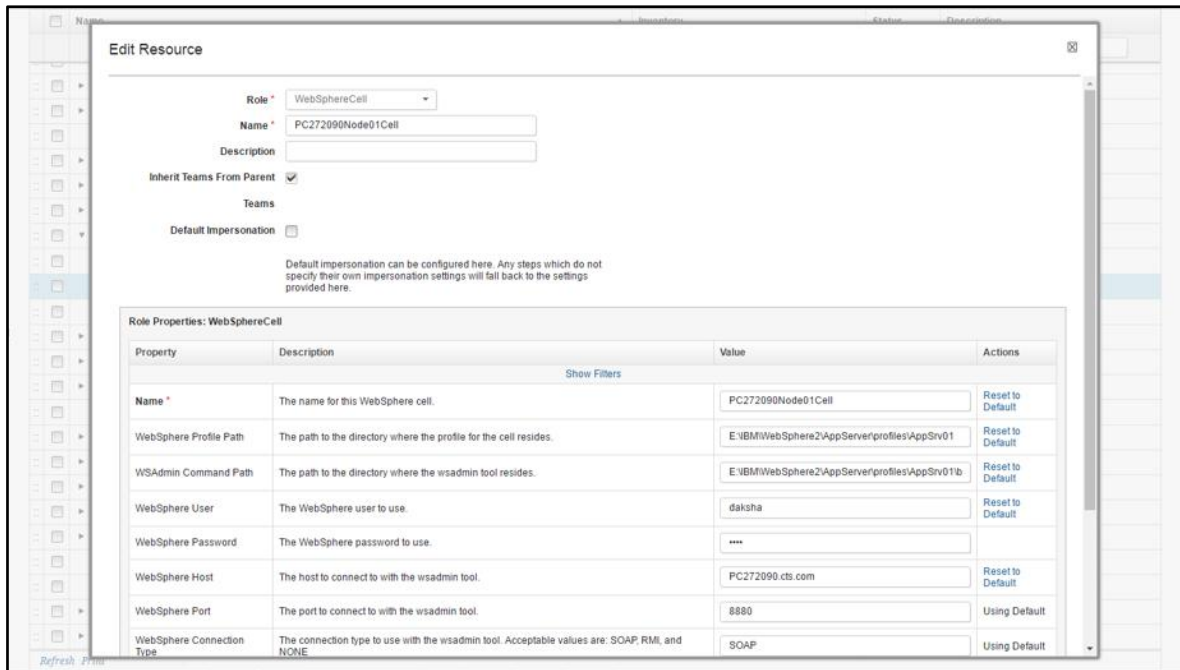 Name Inventory Status Description
Edit Resource
Role * WebSphereCell
Name * PC272090Node01Cell
Description
Inherit Teams From Parent
Teams
Default Impersonation
Default impersonation can be configured here. Any steps which do not
specify their own impersonation settings will fall back to the settings
provided here.
Role Properties: WebSphereCell
Property Description Value Actions
Show Filters
Name * The name for this WebSphere cell. PC272090Node01Cell Reset to
Default
WebSphere Profile Path The path to the directory where the profile for the cell resides. E:\IBM\WebSphere2\AppServer\profiles\AppSrv01 Reset to
Default
WSAdmin Command Path The path to the directory where the wsadmin tool resides. E:\IBM\WebSphere2\AppServer\profiles\AppSrv01\b Reset to
Default
WebSphere User The WebSphere user to use. daksha Reset to
Default
WebSphere Password The WebSphere password to use. ••••
WebSphere Host The host to connect to with the wsadmin tool. PC272090.cts.com Reset to
Default
WebSphere Port The port to connect to with the wsadmin tool. 8880 Using Default
WebSphere Connection
Type The connection type to use with the wsadmin tool. Acceptable values are: SOAP, RMI, and
NONE SOAP Using Default
Refresh Print